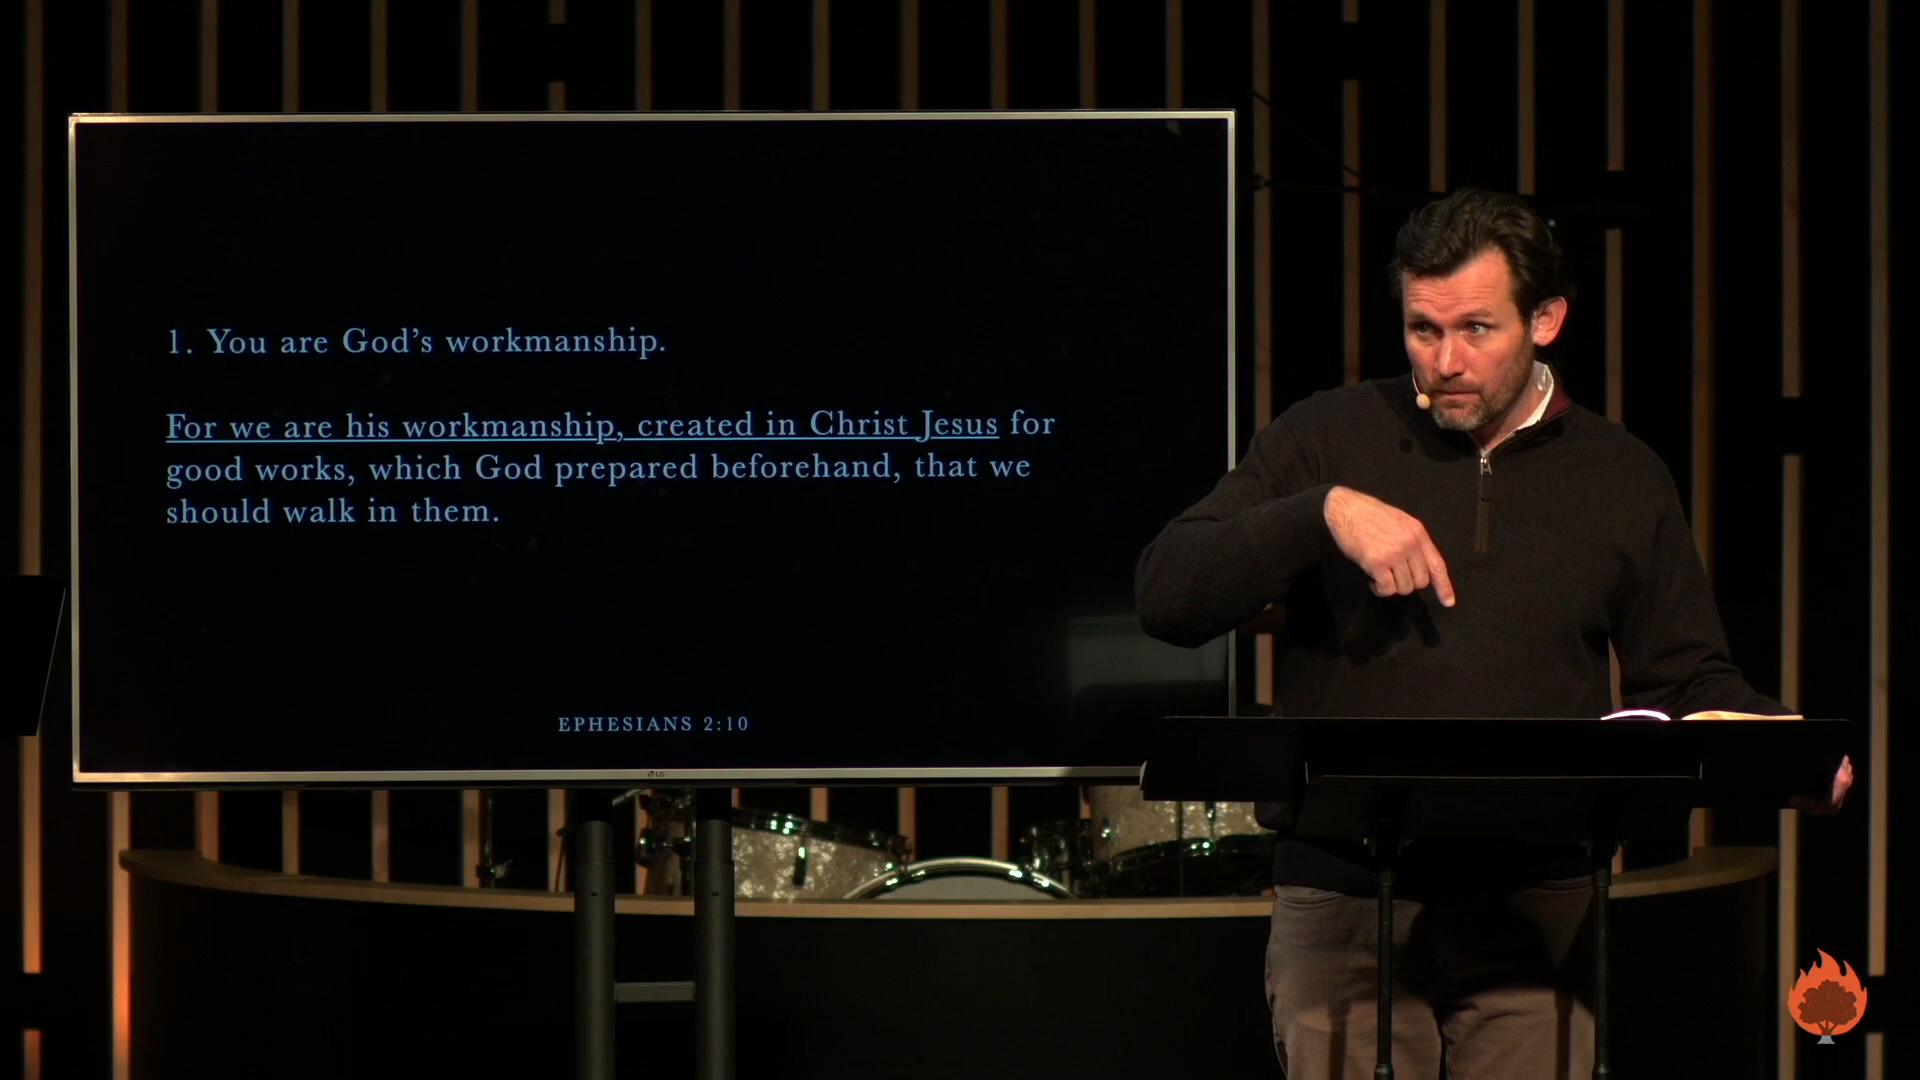 1. You are God’s workmanship.
For we are his workmanship, created in Christ Jesus for
good works, which God prepared beforehand, that we
should walk in them.
EPHESIANS 2:10
LG